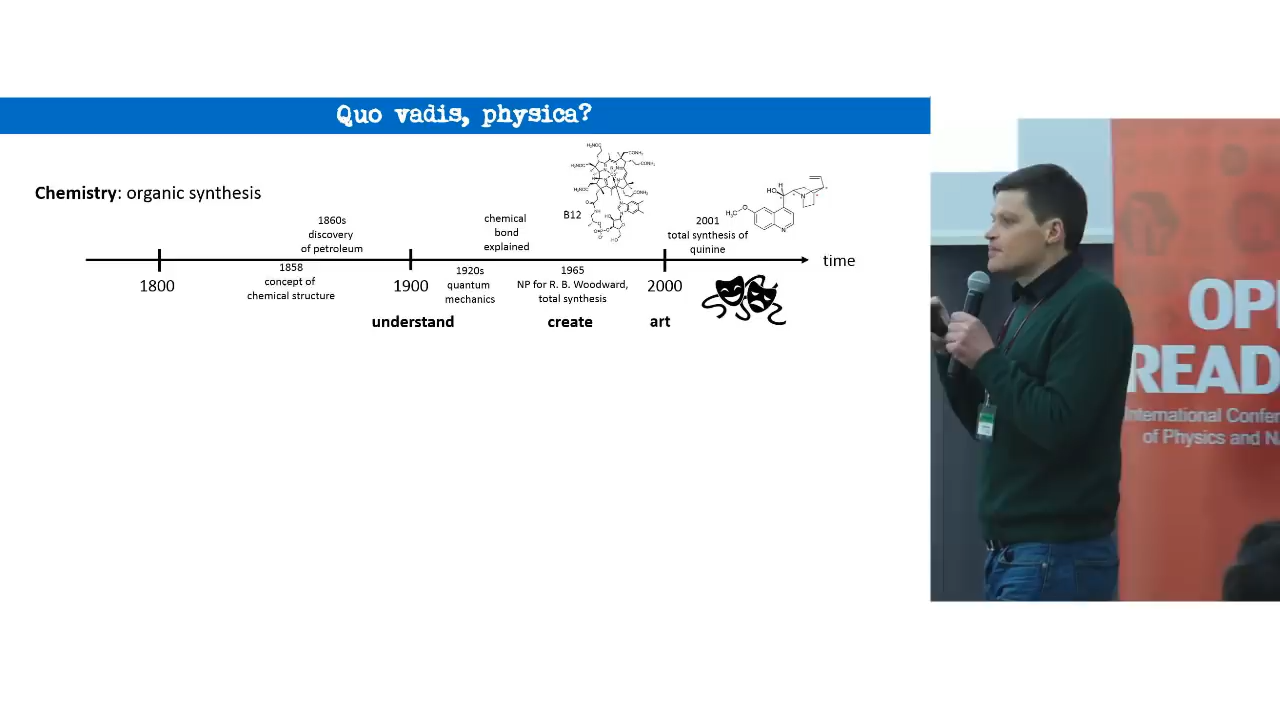 Quo vadis, physica?
Chemistry: organic synthesis
1860s
discovery
of petroleum
chemical
bond
explained
B12
2001
total synthesis of
quinine
time
1800
1858
concept of
chemical structure
1900
1920s
quantum
mechanics
1965
NP for R. B. Woodward,
total synthesis
2000
understand
create
art
H₃C
O
HO
H
N
N
OP
READ
International Confer
of Physics and N